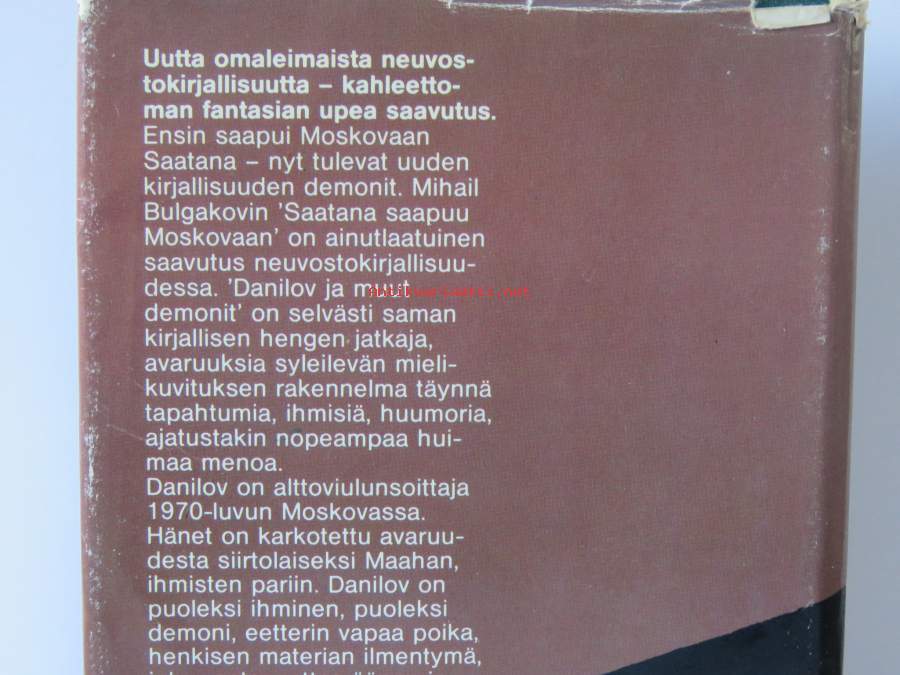 Uutta omaleimaista neuvos-
tokirjallisuutta – kahleetto-
man fantasian upea saavutus.
Ensin saapui Moskovaan
Saatana – nyt tulevat uuden
kirjallisuuden demonit. Mihail
Bulgakovin 'Saatana saapuu
Moskovaan' on ainutlaatuinen
saavutus neuvostokirjallisuu-
dessa. 'Danilov ja muut
demonit' on selvästi saman
kirjallisen hengen jatkaja,
avaruuksia syleilevän mieli-
kuvituksen rakennelma täynnä
tapahtumia, ihmisiä, huumoria,
ajatustakin nopeampaa hui-
maa menoa.
Danilov on alttoviulunsoittaja
1970-luvun Moskovassa.
Hänet on karkotettu avaruu-
desta siirtolaiseksi Maahan,
ihmisten pariin. Danilov on
puoleksi ihminen, puoleksi
demoni, eetterin vapaa poika,
henkisen materian ilmentymä,